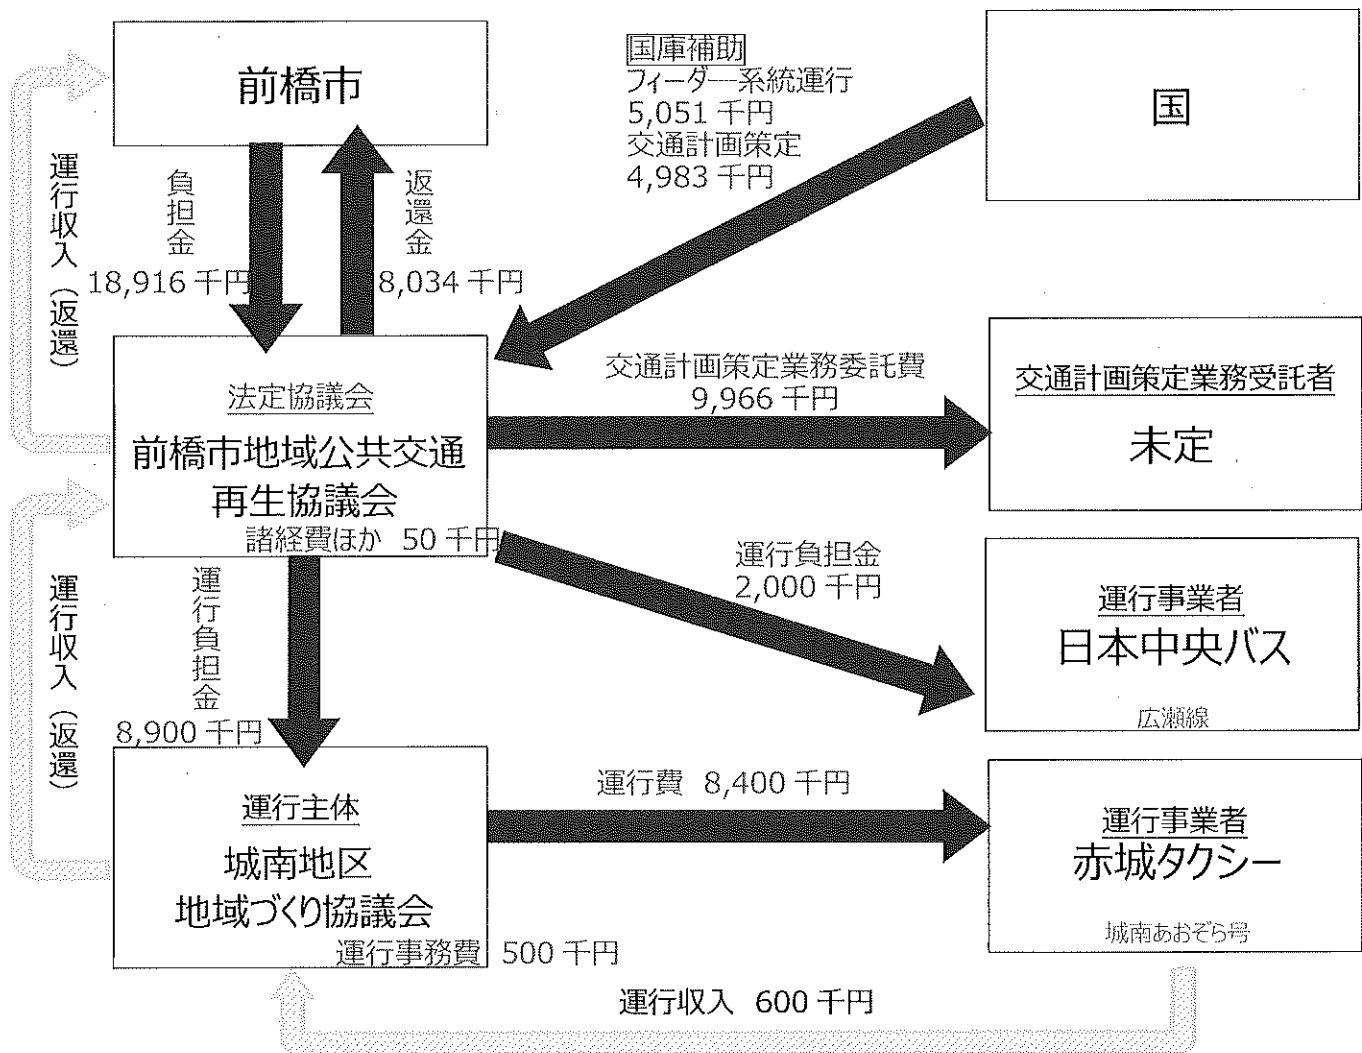 前橋市
国庫補助
フィーダー系統運行
5,051 千円
交通計画策定
4,983 千円
国
運行収入（返還）
負担金
18,916 千円
返還金
8,034 千円
法定協議会
前橋市地域公共交通
再生協議会
諸経費ほか 50 千円
交通計画策定業務委託費
9,966 千円
交通計画策定業務受託者
未定
運行負担金
2,000 千円
運行事業者
日本中央バス
広瀬線
運行収入（返還）
運行負担金
8,900 千円
運行主体
城南地区
地域づくり協議会
運行事務費 500 千円
運行費 8,400 千円
運行事業者
赤城タクシー
城南あおぞら号
運行収入 600 千円